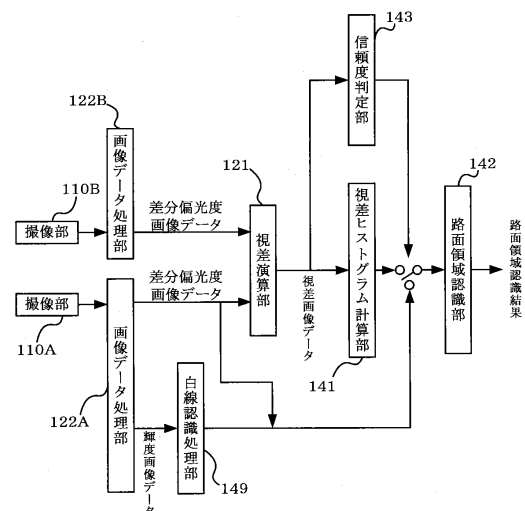 143
信頼度判定部
122B
画像データ処理部
110B
撮像部
差分偏光度
画像データ
121
視差演算部
視差ヒストグラム計算部
141
142
路面領域認識部
路面領域認識結果
撮像部
110A
差分偏光度
画像データ
視差画像データ
画像データ処理部
122A
輝度画像データ
白線認識処理部
149